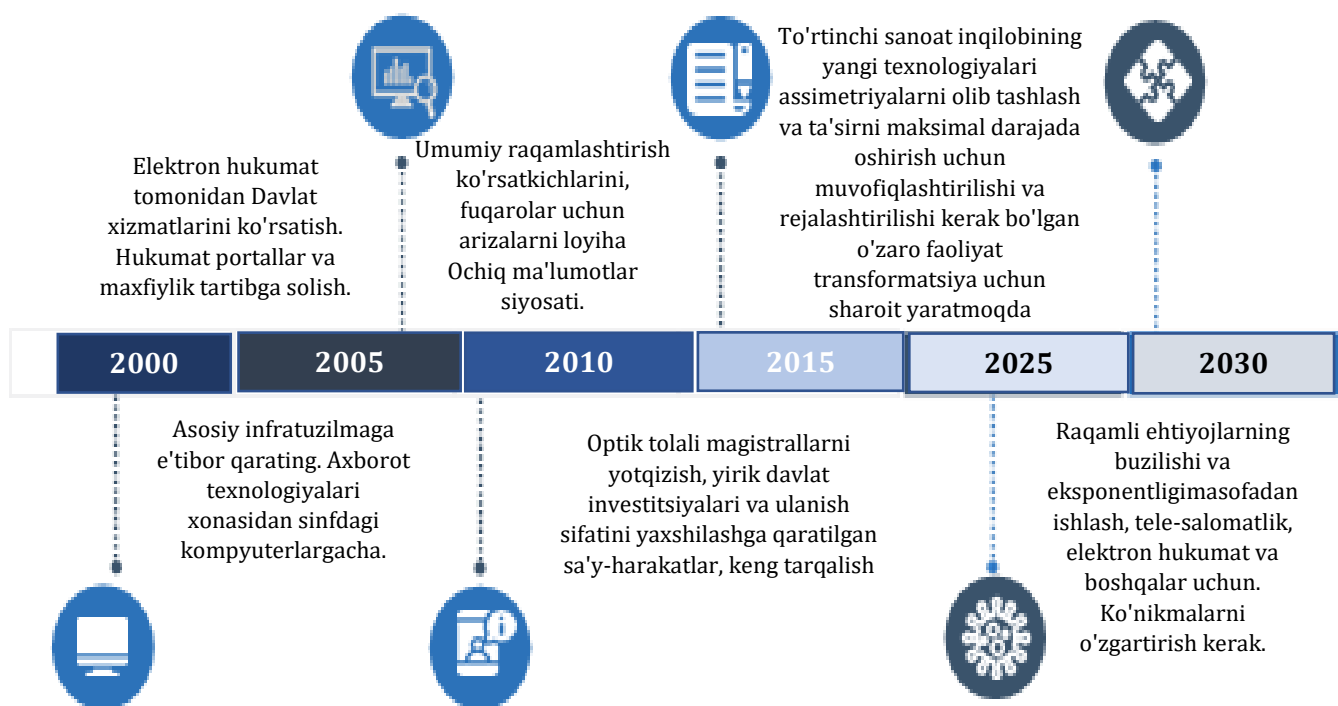 Elektron hukumat
tomonidan Davlat
xizmatlarini ko'rsatish.
Hukumat portallar va
maxfiylik tartibga solish.
Umumiy raqamlashtirish
ko'rsatkichlarini,
fuqarolar uchun
arizalarni loyiha
Ochiq ma'lumotlar
siyosati.
To'rtinchi sanoat inqilobining
yangi texnologiyalari
assimetriyalarni olib tashlash
va ta'sirni maksimal darajada
oshirish uchun
muvofiqlashtirilishi va
rejalashtirilishi kerak bo'lgan
o'zaro faoliyat
transformatsiya uchun
sharoit yaratmoqda
2000
2005
2010
2015
2025
2030
Asosiy infratuzilmaga
e'tibor qarating. Axborot
texnologiyalari
xonasidan sinfdagi
kompyuterlargacha.
Optik tolali magistrallarni
yotqizish, yirik davlat
investitsiyalari va ulanish
sifatini yaxshilashga qaratilgan
sa'y-harakatlar, keng tarqalish
Raqamli ehtiyojlarning
buzilishi va
eksponentligimasofadan
ishlash, tele-salomatlik,
elektron hukumat va
boshqalar uchun.
Ko'nikmalarni
o'zgartirish kerak.